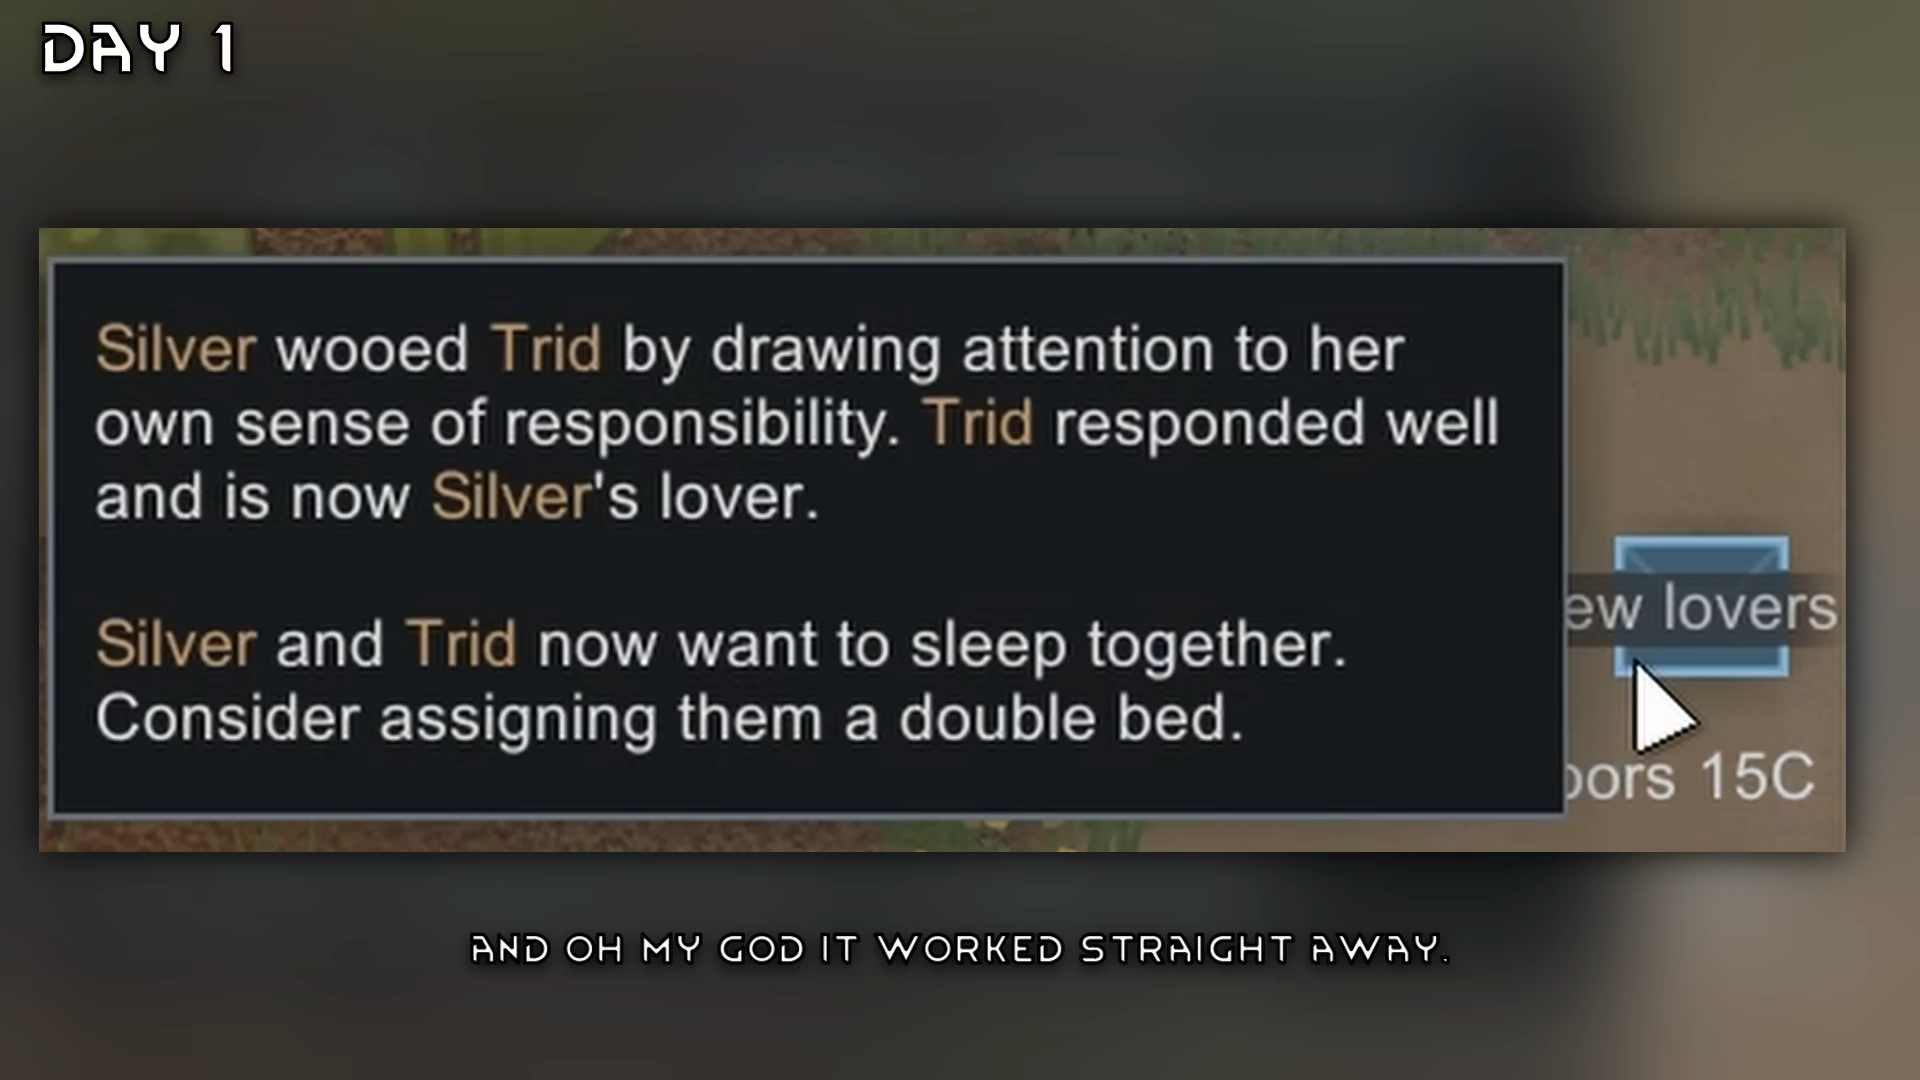 DAY 1
Silver wooed Trid by drawing attention to her
own sense of responsibility. Trid responded well
and is now Silver's lover.
Silver and Trid now want to sleep together.
Consider assigning them a double bed.
ew lovers
oors 15C
AND OH MY GOD IT WORKED STRAIGHT AWAY.